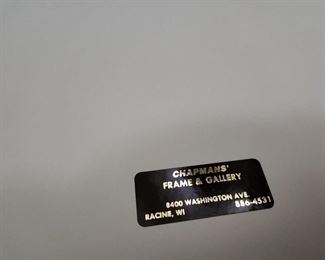 CHAPMANS'
FRAME & GALLERY
8400 WASHINGTON AVE.
RACINE, WI 886-4531